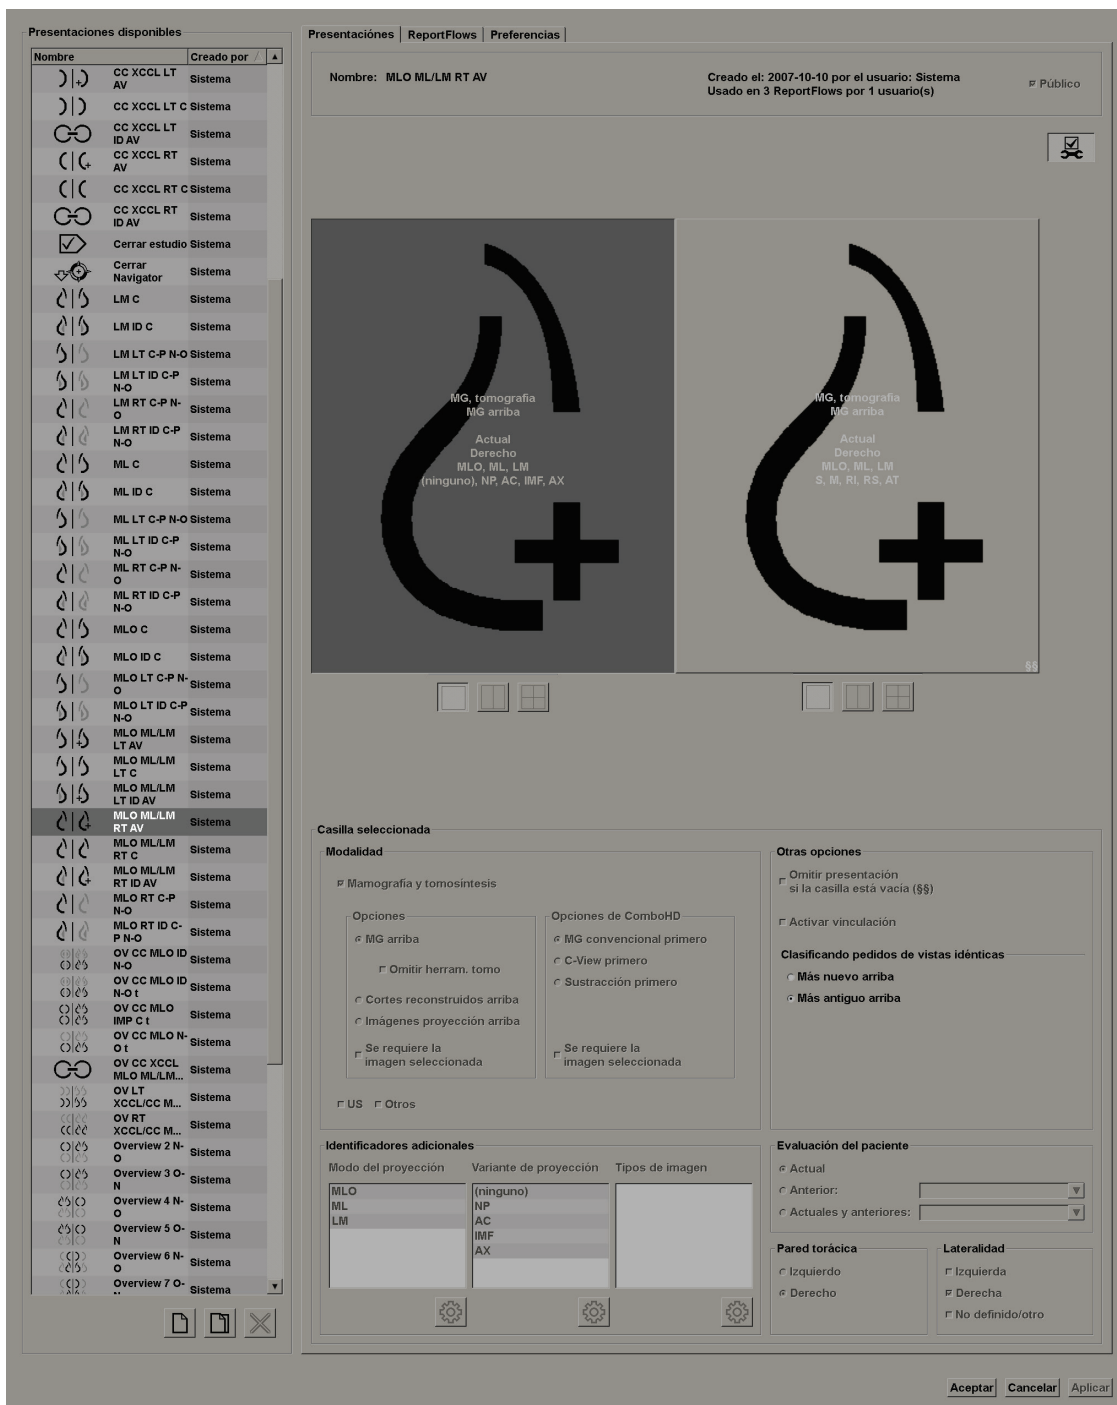 Presentaciones disponibles
Nombre Creado por
CC XCCL LT
AV Sistema
CC XCCL LT C Sistema
CC XCCL LT
ID AV Sistema
CC XCCL RT
AV Sistema
CC XCCL RT C Sistema
CC XCCL RT
ID AV Sistema
Cerrar estudio Sistema
Cerrar
Navigator Sistema
LM C Sistema
LM ID C Sistema
LM LT C-P N-O Sistema
LM LT ID C-P
N-O Sistema
LM RT C-P N-
O Sistema
LM RT ID C-P
N-O Sistema
ML C Sistema
ML ID C Sistema
ML LT C-P N-O Sistema
ML LT ID C-P
N-O Sistema
ML RT C-P N-
O Sistema
ML RT ID C-P
N-O Sistema
MLO C Sistema
MLO ID C Sistema
MLO LT C-P N-
O Sistema
MLO LT ID C-P
N-O Sistema
MLO ML/LM
LT AV Sistema
MLO ML/LM
LT C Sistema
MLO ML/LM
LT ID AV Sistema
MLO ML/LM
RT AV Sistema
MLO ML/LM
RT C Sistema
MLO ML/LM
RT ID AV Sistema
MLO RT C-P
N-O Sistema
MLO RT ID C-
P N-O Sistema
OV CC MLO ID
N-O Sistema
OV CC MLO ID
N-O t Sistema
OV CC MLO
IMP C t Sistema
OV CC MLO N-
O t Sistema
OV CC XCCL
MLO ML/LM... Sistema
OV LT
XCCL/CC M... Sistema
OV RT
XCCL/CC M... Sistema
Overview 2 N-
O Sistema
Overview 3 O-
N Sistema
Overview 4 N-
O Sistema
Overview 5 O-
N Sistema
Overview 6 N-
O Sistema
Overview 7 O-
Sistema
Presentaciónes ReportFlows Preferencias
Nombre: MLO ML/LM RT AV
Creado el: 2007-10-10 por el usuario: Sistema
Usado en 3 ReportFlows por 1 usuario(s)
Público
MG, tomografia
MG arriba
Actual
Derecho
MLO, ML, LM
(ninguno), NP, AC, IMF, AX
MG, tomografia
MG arriba
Actual
Derecho
MLO, ML, LM
S, M, RI, RS, AT
§§
Casilla seleccionada
Modalidad
Mamografía y tomosíntesis
Opciones
MG arriba
Omitir herram. tomo
Cortes reconstruidos arriba
Imágenes proyección arriba
Se requiere la
imagen seleccionada
Opciones de ComboHD
MG convencional primero
C-View primero
Sustracción primero
Se requiere la
imagen seleccionada
US Otros
Otras opciones
Omitir presentación
si la casilla está vacía (§§)
Activar vinculación
Clasificando pedidos de vistas idénticas
Más nuevo arriba
Más antiguo arriba
Identificadores adicionales
Modo del proyección Variante de proyección Tipos de imagen
MLO (ninguno)
ML NP
LM AC
IMF
AX
Evaluación del paciente
Actual
Anterior:
Actuales y anteriores:
Pared torácica
Izquierdo
Derecho
Lateralidad
Izquierda
Derecha
No definido/otro
Aceptar Cancelar Aplicar